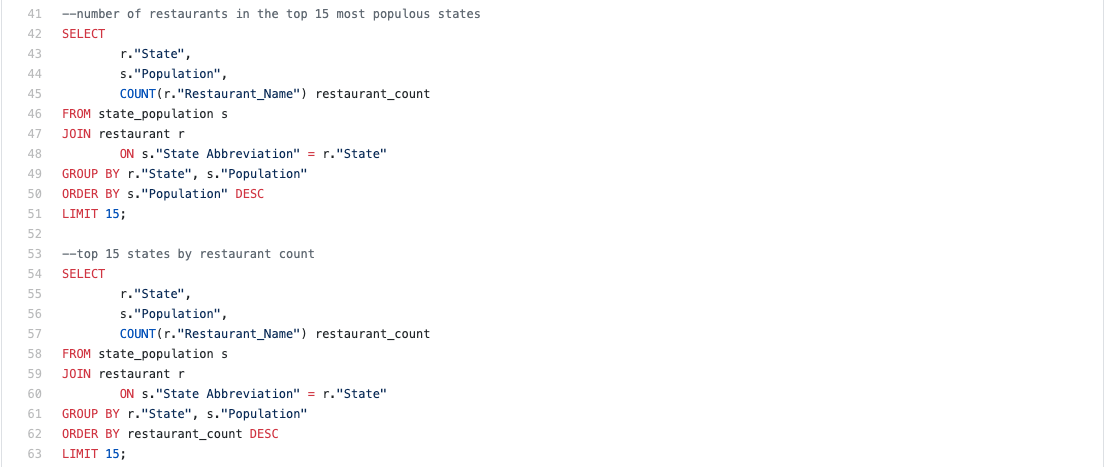 41 --number of restaurants in the top 15 most populous states
42 SELECT
43 r."State",
44 s."Population",
45 COUNT(r."Restaurant_Name") restaurant_count
46 FROM state_population s
47 JOIN restaurant r
48 ON s."State Abbreviation" = r."State"
49 GROUP BY r."State", s."Population"
50 ORDER BY s."Population" DESC
51 LIMIT 15;
52
53 --top 15 states by restaurant count
54 SELECT
55 r."State",
56 s."Population",
57 COUNT(r."Restaurant_Name") restaurant_count
58 FROM state_population s
59 JOIN restaurant r
60 ON s."State Abbreviation" = r."State"
61 GROUP BY r."State", s."Population"
62 ORDER BY restaurant_count DESC
63 LIMIT 15;